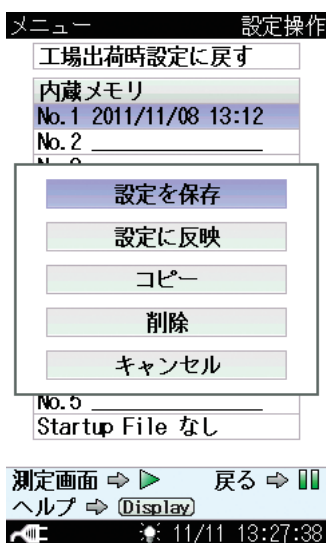 メニュー 設定操作
工場出荷時設定に戻す
内蔵メモリ
No.1 2011/11/08 13:12
No.2
設定を保存
設定に反映
コピー
削除
キャンセル
No.5
Startup File なし
測定画面 ⇨ ▷ 戻る ⇨
ヘルプ ⇨ Display
11/11 13:27:38